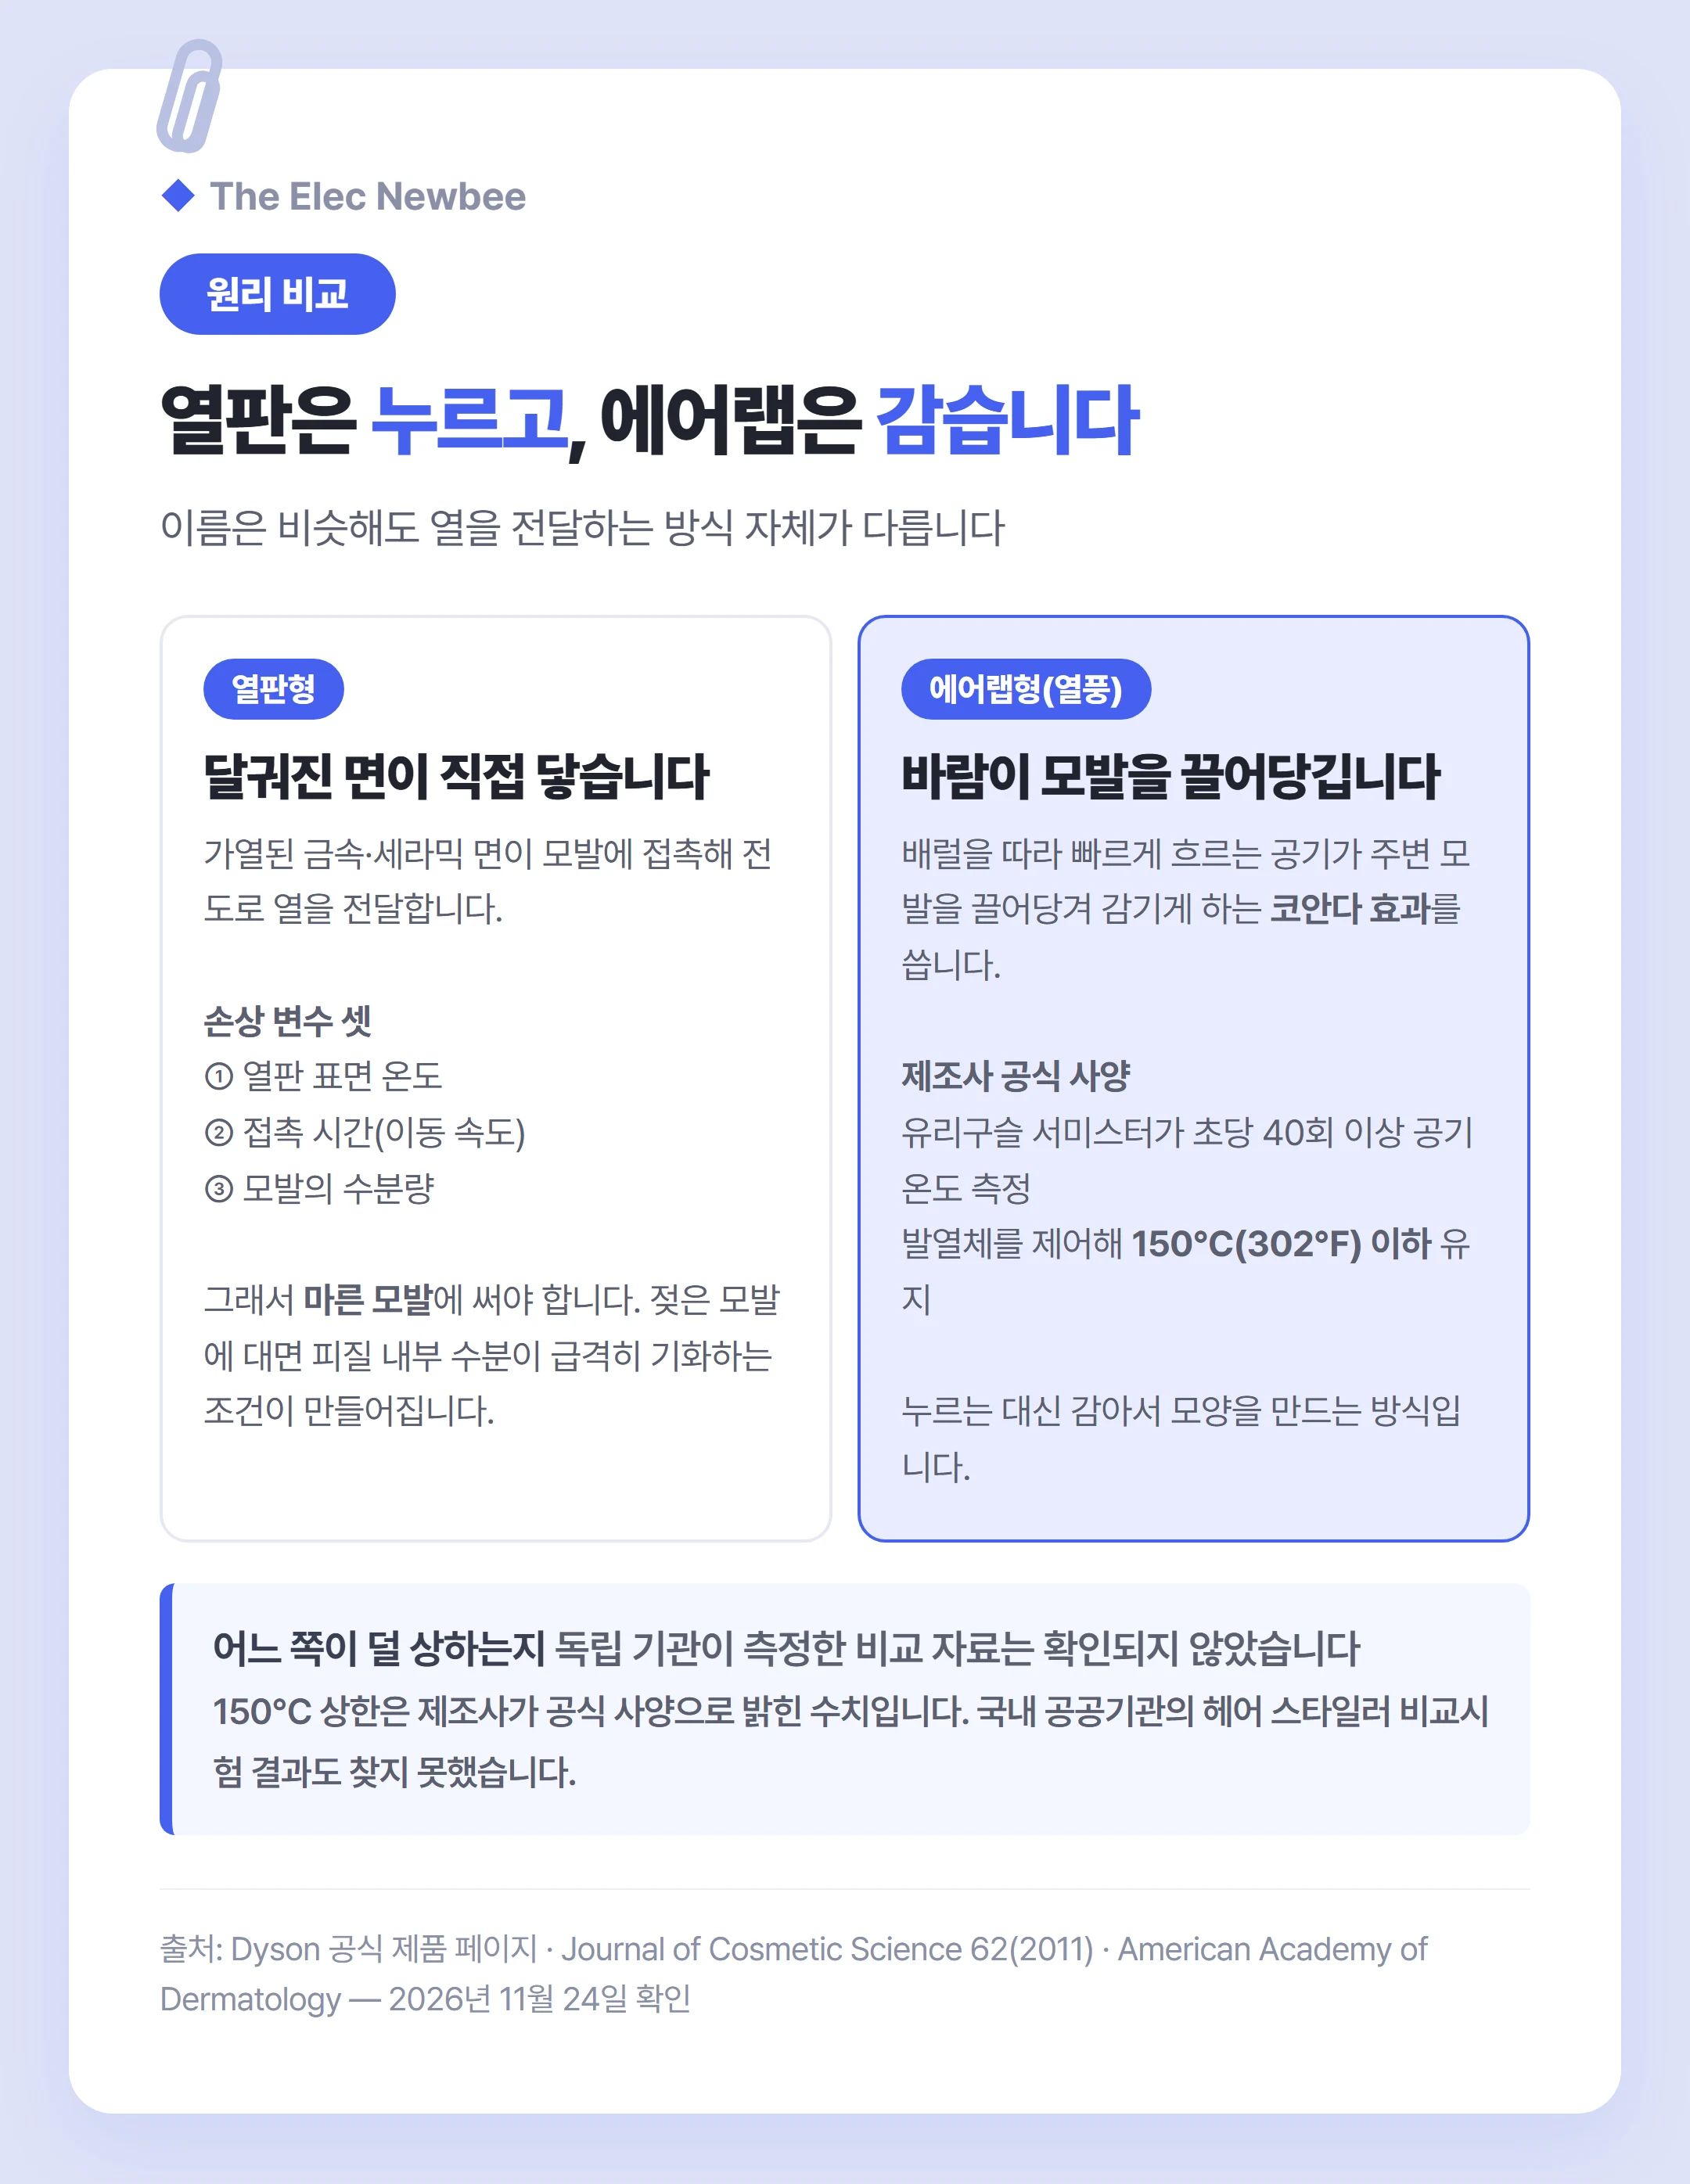 The Elec Newbee
원리 비교
열판은 누르고, 에어랩은 감습니다
이름은 비슷해도 열을 전달하는 방식 자체가 다릅니다
열판형
달궈진 면이 직접 닿습니다
가열된 금속·세라믹 면이 모발에 접촉해 전
도로 열을 전달합니다.
손상 변수 셋
① 열판 표면 온도
② 접촉 시간(이동 속도)
③ 모발의 수분량
그래서 마른 모발에 써야 합니다. 젖은 모발
에 대면 피질 내부 수분이 급격히 기화하는
조건이 만들어집니다.
에어랩형(열풍)
바람이 모발을 끌어당깁니다
배럴을 따라 빠르게 흐르는 공기가 주변 모
발을 끌어당겨 감기게 하는 코안다 효과를
씁니다.
제조사 공식 사양
유리구슬 서미스터가 초당 40회 이상 공기
온도 측정
발열체를 제어해 150°C(302°F) 이하 유
지
누르는 대신 감아서 모양을 만드는 방식입
니다.
어느 쪽이 덜 상하는지 독립 기관이 측정한 비교 자료는 확인되지 않았습니다
150°C 상한은 제조사가 공식 사양으로 밝힌 수치입니다. 국내 공공기관의 헤어 스타일러 비교시
험 결과도 찾지 못했습니다.
출처: Dyson 공식 제품 페이지 · Journal of Cosmetic Science 62(2011) · American Academy of
Dermatology — 2026년 11월 24일 확인